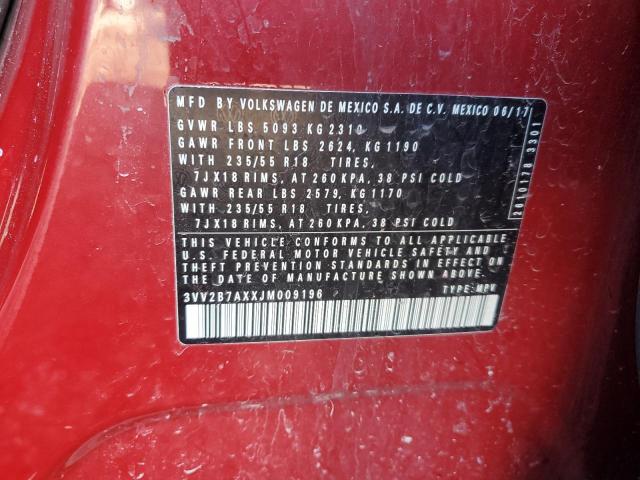 MFD BY VOLKSWAGEN DE MEXICO S.A. DE C.V. MEXICO 06/17
GVWR LBS. 5093 KG 2310
GAWR FRONT LBS 2624, KG 1190
WITH 235/55 R18 TIRES,
7JX18 RIMS, AT 260 KPA, 38 PSI COLD
GAWR REAR LBS 2579, KG 1170
WITH 235/55 R18 TIRES,
7JX18 RIMS, AT 260 KPA, 38 PSI COLD
THIS VEHICLE CONFORMS TO ALL APPLICABLE
U.S. FEDERAL MOTOR VEHICLE SAFETY AND
THEFT PREVENTION STANDARDS IN EFFECT ON
THE DATE OF MANUFACTURE SHOWN ABOVE.
3VV2B7AXXJM009196 TYPE: MPV
2810178 3301